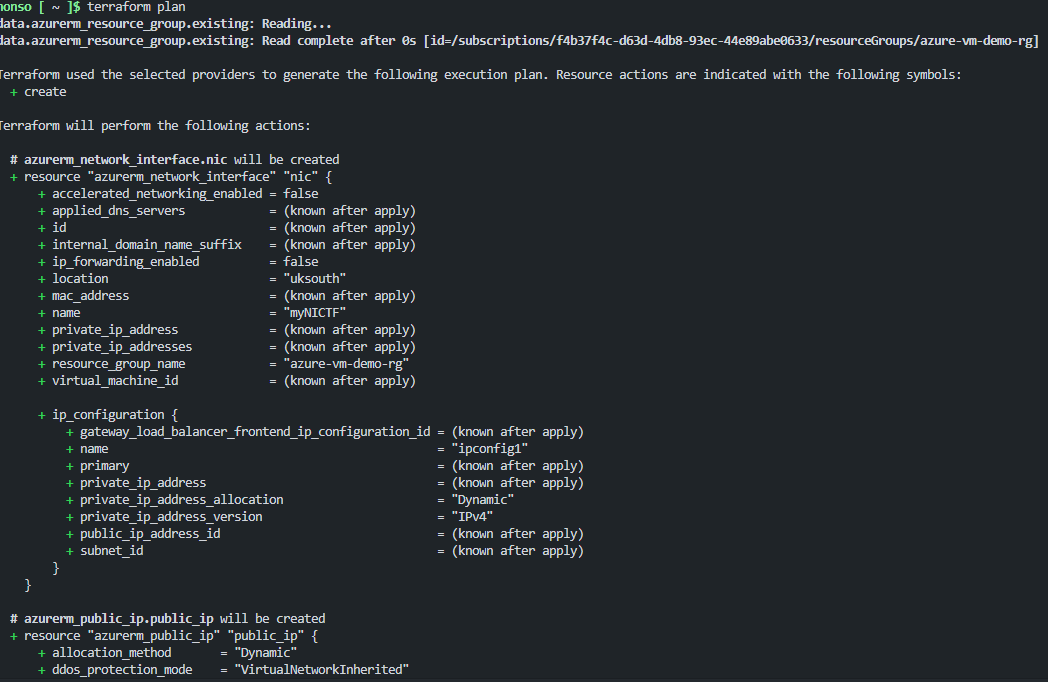 nonso [ ~ ]$ terraform plan
data.azurerm_resource_group.existing: Reading...
data.azurerm_resource_group.existing: Read complete after 0s [id=/subscriptions/f4b37f4c-d63d-4db8-93ec-44e89abe0633/resourceGroups/azure-vm-demo-rg]
Terraform used the selected providers to generate the following execution plan. Resource actions are indicated with the following symbols:
+ create
Terraform will perform the following actions:
# azurerm_network_interface.nic will be created
+ resource "azurerm_network_interface" "nic" {
+ accelerated_networking_enabled = false
+ applied_dns_servers = (known after apply)
+ id = (known after apply)
+ internal_domain_name_suffix = (known after apply)
+ ip_forwarding_enabled = false
+ location = "uksouth"
+ mac_address = (known after apply)
+ name = "myNICTF"
+ private_ip_address = (known after apply)
+ private_ip_addresses = (known after apply)
+ resource_group_name = "azure-vm-demo-rg"
+ virtual_machine_id = (known after apply)
+ ip_configuration {
+ gateway_load_balancer_frontend_ip_configuration_id = (known after apply)
+ name = "ipconfig1"
+ primary = (known after apply)
+ private_ip_address = (known after apply)
+ private_ip_address_allocation = "Dynamic"
+ private_ip_address_version = "IPv4"
+ public_ip_address_id = (known after apply)
+ subnet_id = (known after apply)
}
}
# azurerm_public_ip.public_ip will be created
+ resource "azurerm_public_ip" "public_ip" {
+ allocation_method = "Dynamic"
+ ddos_protection_mode = "VirtualNetworkInherited"